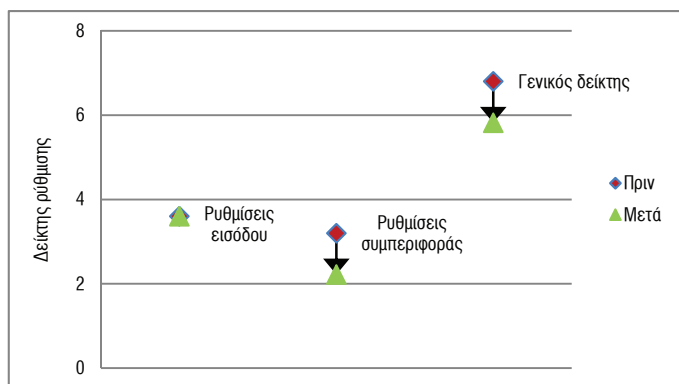 8
6
4
2
0
Δείκτης ρύθμισης
Ρυθμίσεις
εισόδου
Ρυθμίσεις
συμπεριφοράς
Γενικός δείκτης
Πριν
Μετά